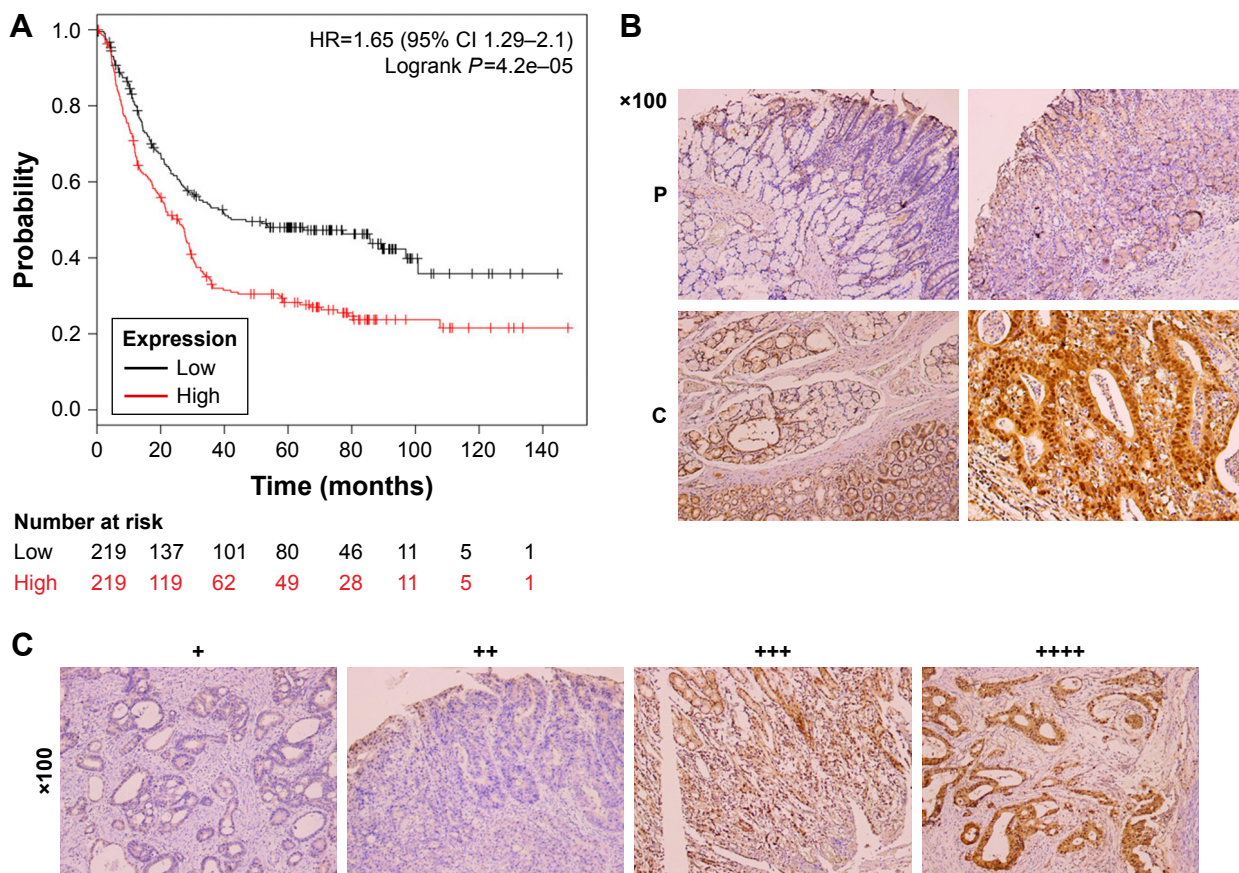 A
HR=1.65 (95% CI 1.29–2.1)
Logrank P=4.2e–05
Probability
1.0
0.8
0.6
0.4
0.2
0.0
Expression
Low
High
0 20 40 60 80 100 120 140
Time (months)
Number at risk
Low 219 137 101 80 46 11 5 1
High 219 119 62 49 28 11 5 1
B
×100
P
C
C
+ ++ +++ ++++
×100